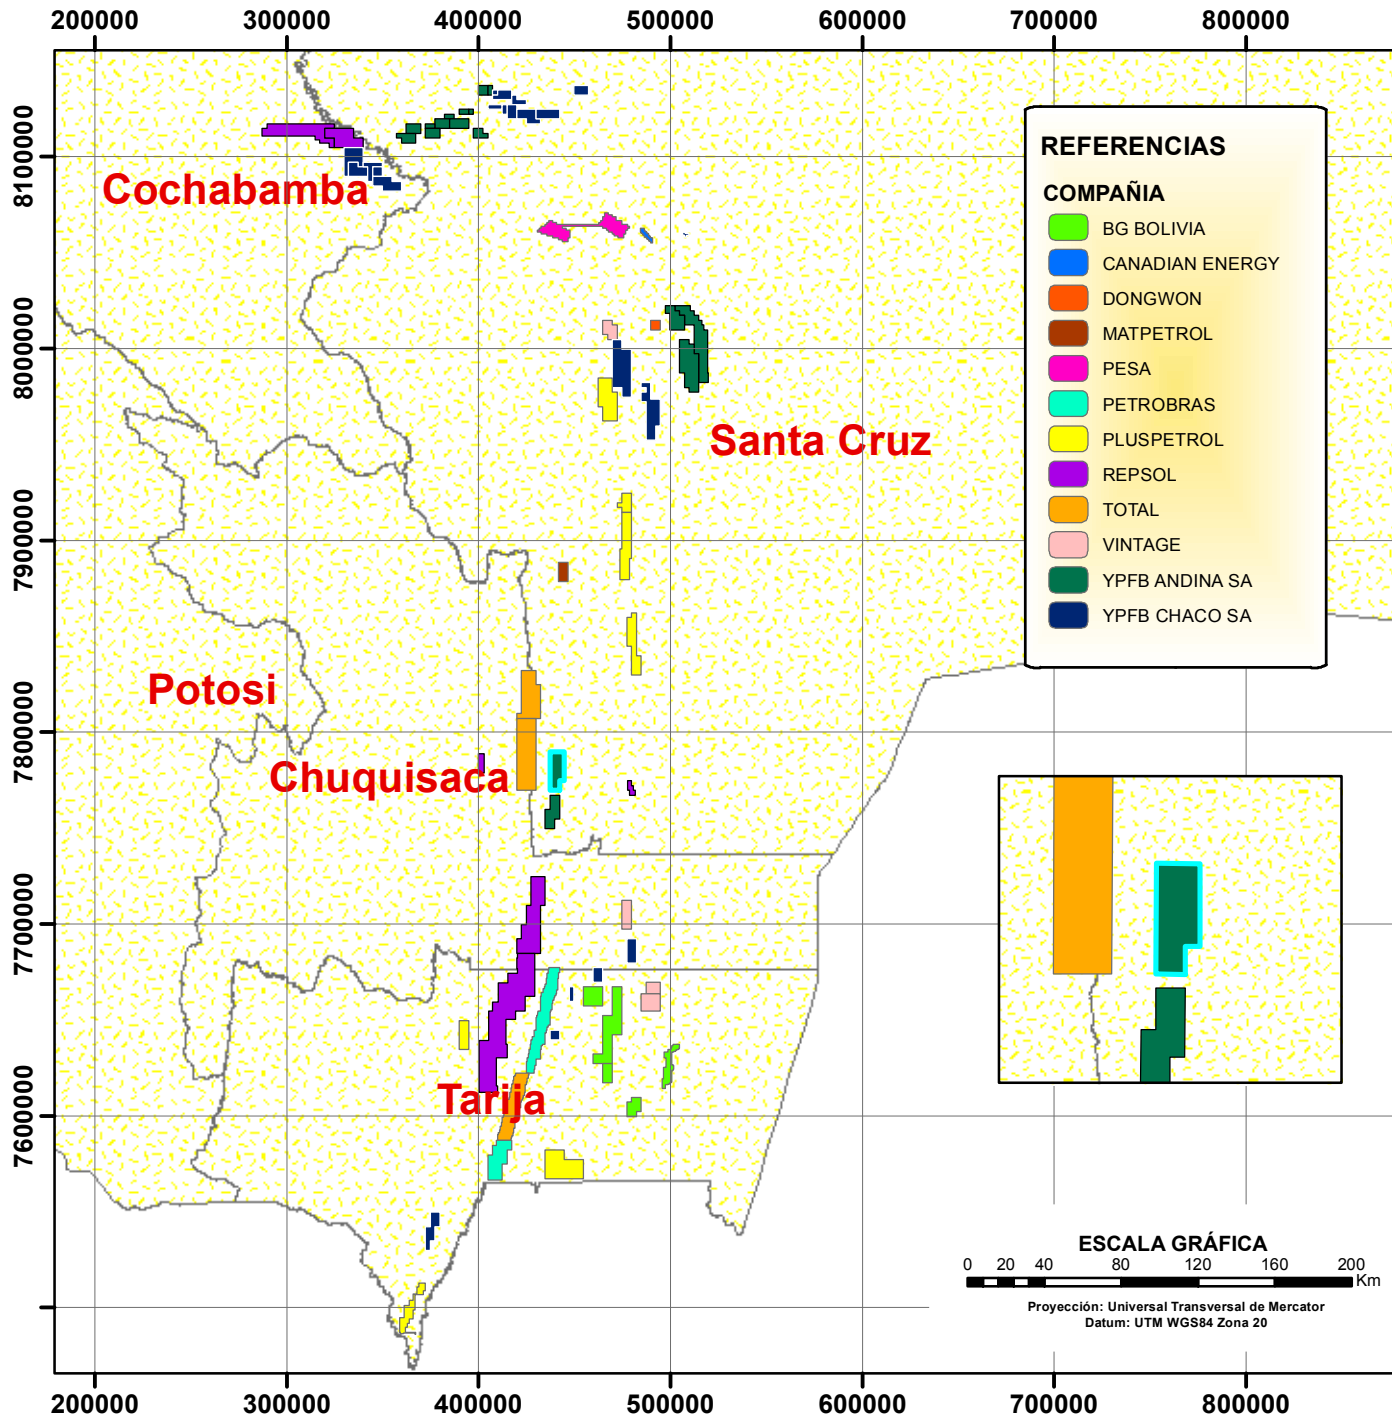 200000 300000 400000 500000 600000 700000 800000
8100000
8000000
7900000
7800000
7700000
7600000
Cochabamba
Santa Cruz
Potosi
Chuquisaca
Tarija
REFERENCIAS
COMPAÑIA
BG BOLIVIA
CANADIAN ENERGY
DONGWON
MATPETROL
PESA
PETROBRAS
PLUSPETROL
REPSOL
TOTAL
VINTAGE
YPFB ANDINA SA
YPFB CHACO SA
ESCALA GRÁFICA
0 20 40 80 120 160 200
Km
Proyección: Universal Transversal de Mercator
Datum: UTM WGS84 Zona 20
200000 300000 400000 500000 600000 700000 800000